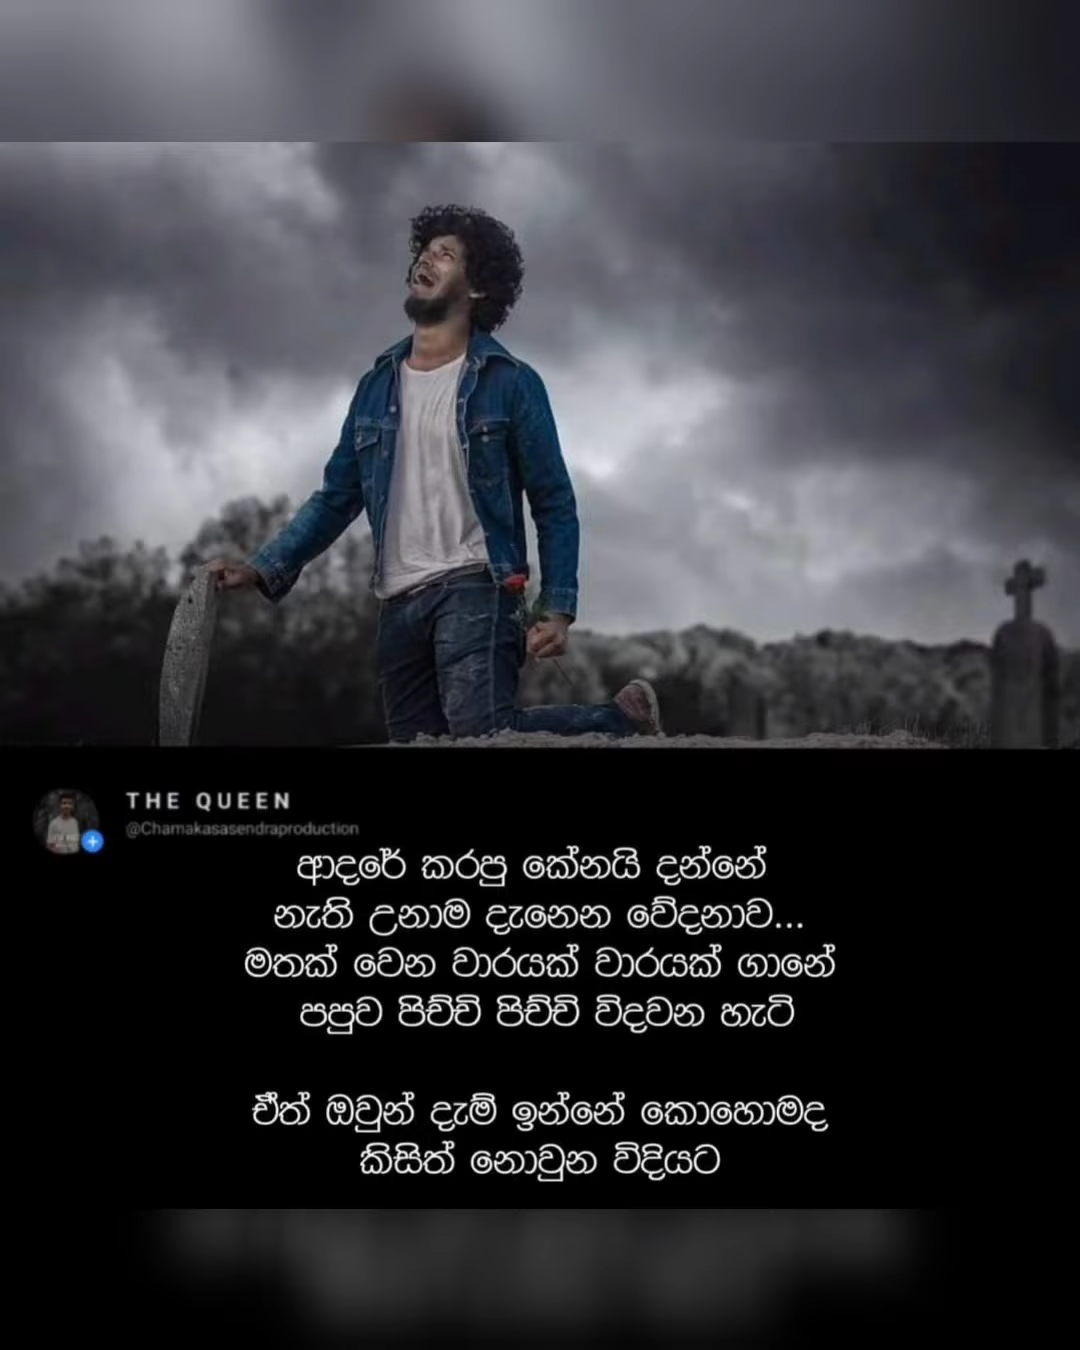 THE QUEEN
@Chamakasasendraproduction
ආදරේ කරපු කේනයි දන්නේ
නැති උනාම දැනෙන වේදනාව...
මතක් වෙන වාරයක් වාරයක් ගානේ
පපුව පිච්චි පිච්චි විදවන හැටි
ඒත් ඔවුන් දැම් ඉන්නේ කොහොමද
කිසිත් නොවුන විදියට